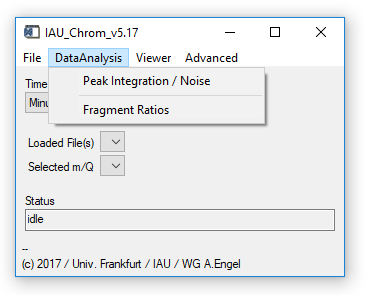 IAU_Chrom_v5.17
File DataAnalysis Viewer Advanced
Time
Peak Integration / Noise
Minu
Fragment Ratios
Loaded File(s)
Selected m/Q
Status
idle
--
(c) 2017 / Univ. Frankfurt / IAU / WG A.Engel